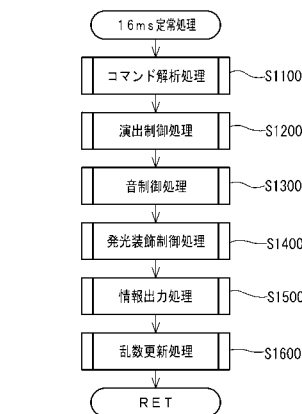 16ms定常処理
コマンド解析処理 S1100
演出制御処理 S1200
音制御処理 S1300
発光装飾制御処理 S1400
情報出力処理 S1500
乱数更新処理 S1600
RET